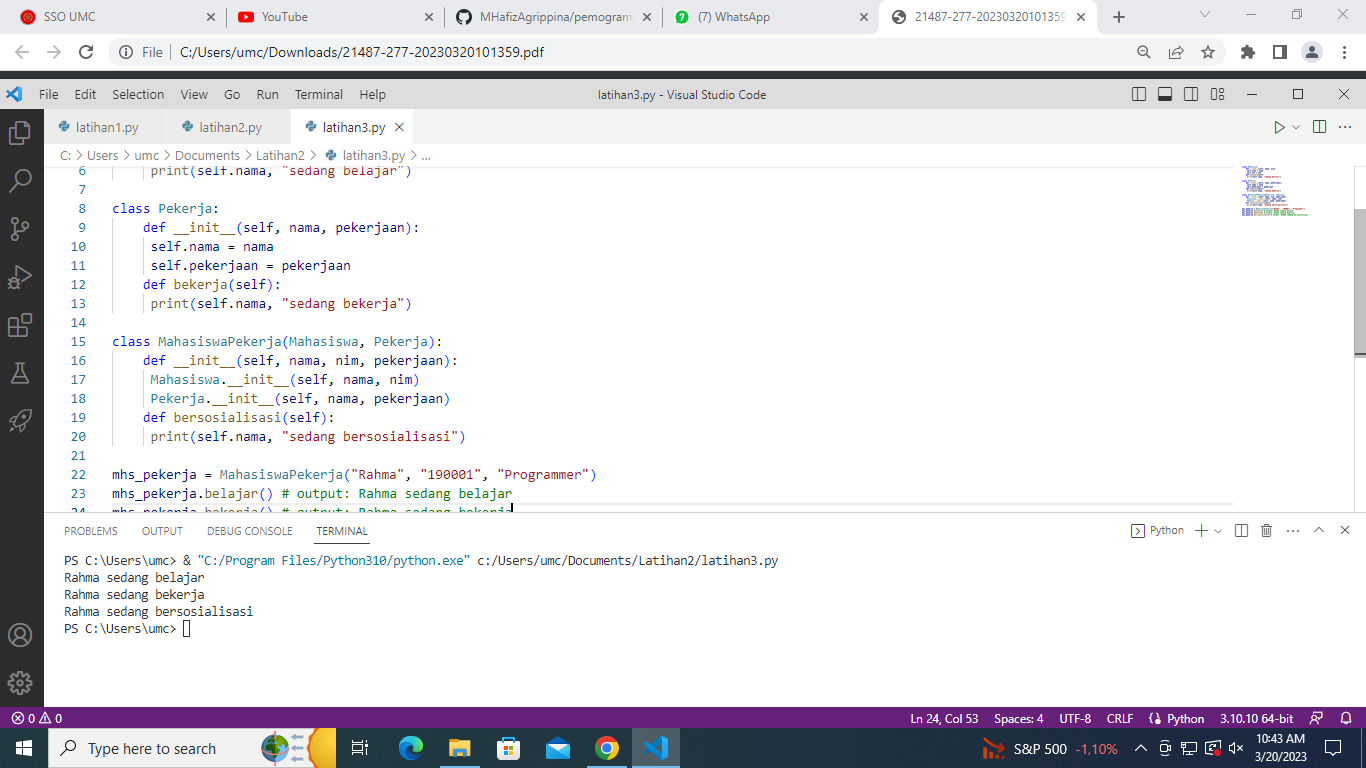 SSO UMC
YouTube
MHafizAgrippina/pemogram
(7) WhatsApp
21487-277-20230320101359
File C:/Users/umc/Downloads/21487-277-20230320101359.pdf
File Edit Selection View Go Run Terminal Help
latihan3.py - Visual Studio Code
latihan1.py latihan2.py latihan3.py
C: > Users > umc > Documents > Latihan2 > latihan3.py > ...
6 print(self.nama, "sedang belajar")
7
8 class Pekerja:
9 def __init__(self, nama, pekerjaan):
10 self.nama = nama
11 self.pekerjaan = pekerjaan
12 def bekerja(self):
13 print(self.nama, "sedang bekerja")
14
15 class MahasiswaPekerja(Mahasiswa, Pekerja):
16 def __init__(self, nama, nim, pekerjaan):
17 Mahasiswa.__init__(self, nama, nim)
18 Pekerja.__init__(self, nama, pekerjaan)
19 def bersosialisasi(self):
20 print(self.nama, "sedang bersosialisasi")
21
22 mhs_pekerja = MahasiswaPekerja("Rahma", "190001", "Programmer")
23 mhs_pekerja.belajar() # output: Rahma sedang belajar
24 mhs_pekerja.bekerja() # output: Rahma sedang bekerja
PROBLEMS OUTPUT DEBUG CONSOLE TERMINAL
Python
PS C:\Users\umc> & "C:/Program Files/Python310/python.exe" c:/Users/umc/Documents/Latihan2/latihan3.py
Rahma sedang belajar
Rahma sedang bekerja
Rahma sedang bersosialisasi
PS C:\Users\umc>
0 0
Ln 24, Col 53 Spaces: 4 UTF-8 CRLF Python 3.10.10 64-bit
Type here to search
S&P 500 -1,10%
10:43 AM
3/20/2023